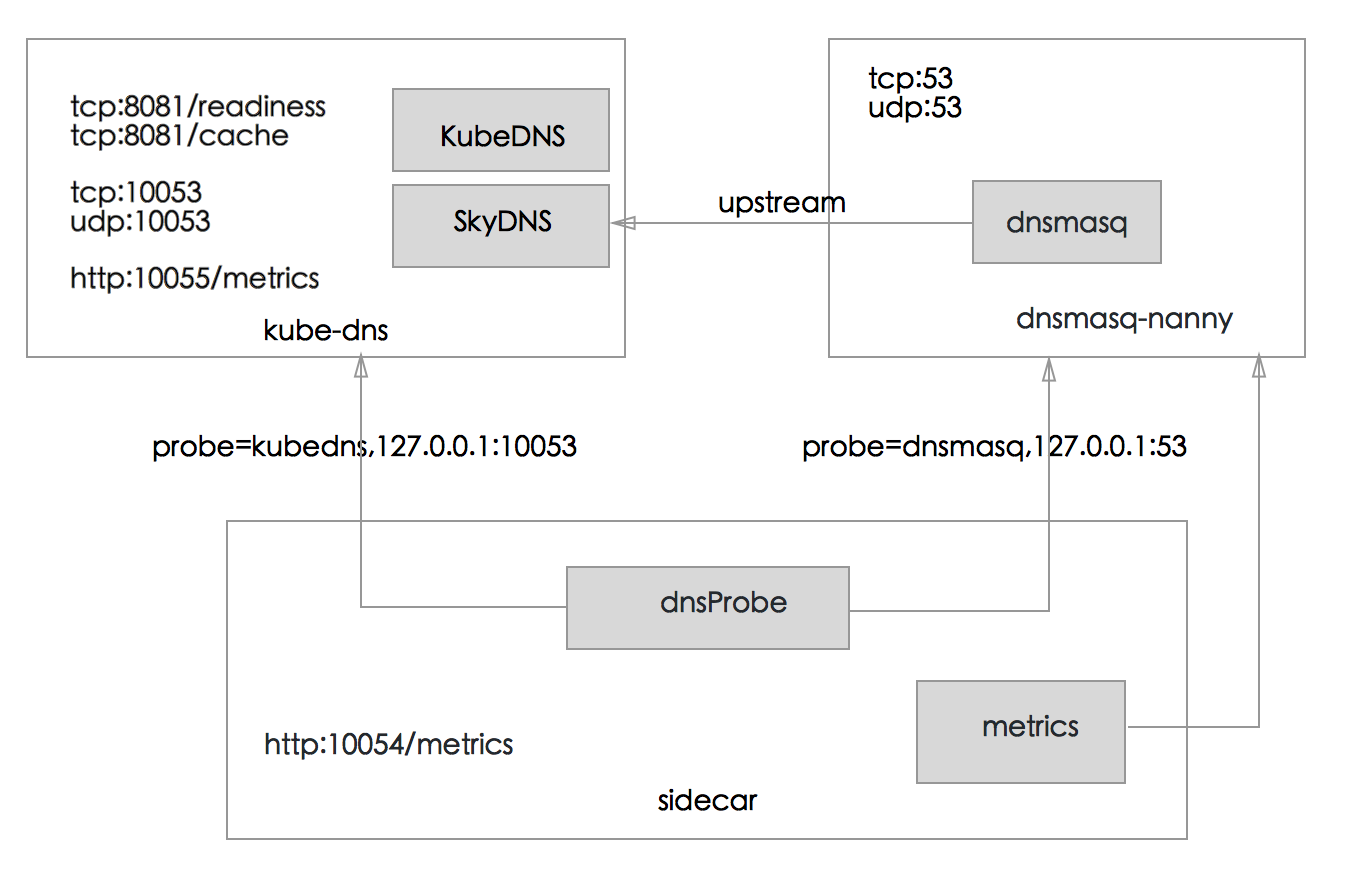 tcp:8081/readiness
tcp:8081/cache
tcp:10053
udp:10053
http:10055/metrics
KubeDNS
SkyDNS
kube-dns
upstream
tcp:53
udp:53
dnsmasq
dnsmasq-nanny
probe=kubedns,127.0.0.1:10053
probe=dnsmasq,127.0.0.1:53
dnsProbe
metrics
http:10054/metrics
sidecar